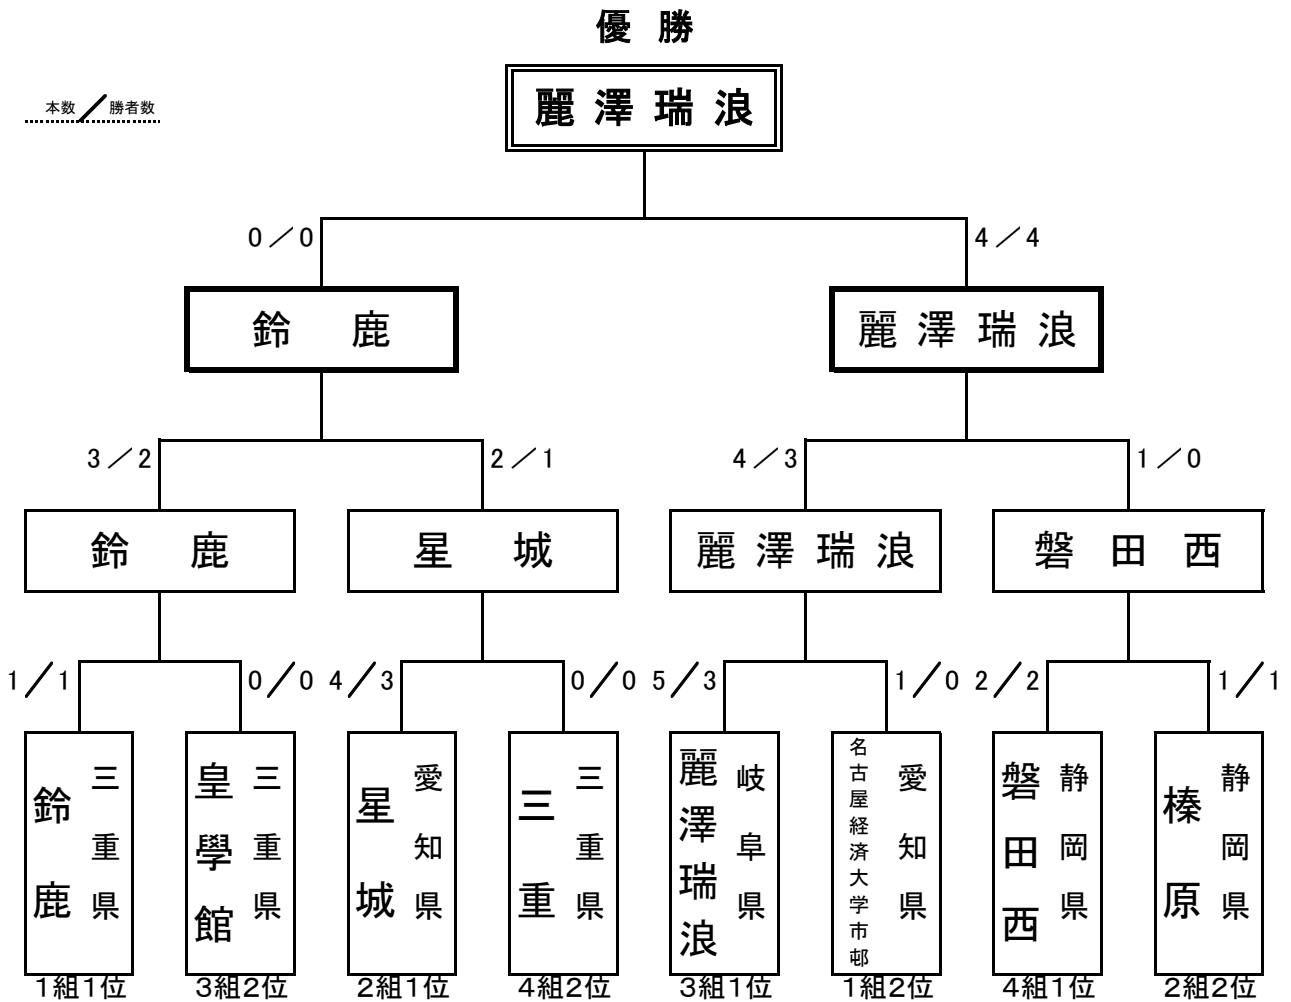 優勝
麗澤瑞浪
本数／勝者数
0／0
4／4
鈴鹿
麗澤瑞浪
3／2
2／1
4／3
1／0
鈴鹿
星城
麗澤瑞浪
磐田西
1／1
0／0
4／3
0／0
5／3
1／0
2／2
1／1
三重県
鈴鹿
1組1位
三重県
皇學館
3組2位
愛知県
星城
2組1位
三重県
三重
4組2位
岐阜県
麗澤瑞浪
3組1位
愛知県
名古屋経済大学市邨
1組2位
静岡県
磐田西
4組1位
静岡県
榛原
2組2位